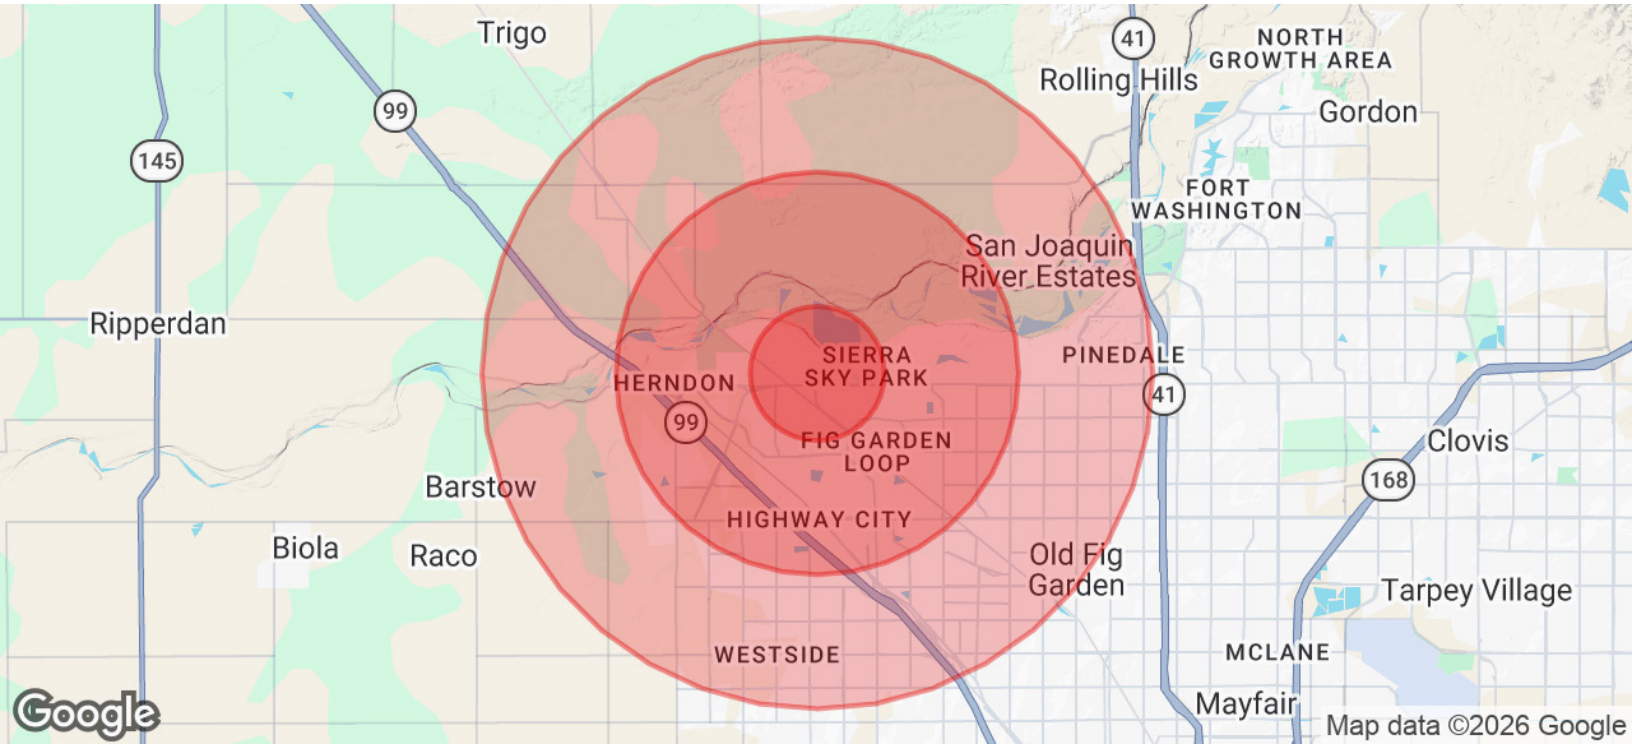 Trigo
41
NORTH
GROWTH AREA
Rolling Hills
99
Gordon
145
FORT
WASHINGTON
San Joaquin
River Estates
Ripperdan
SIERRA
SKY PARK
PINEDALE
HERNDON
41
99
FIG GARDEN
LOOP
Clovis
168
Barstow
HIGHWAY CITY
Biola
Raco
Old Fig
Garden
Tarpey Village
WESTSIDE
MCLANE
Mayfair
Google
Map data ©2026 Google